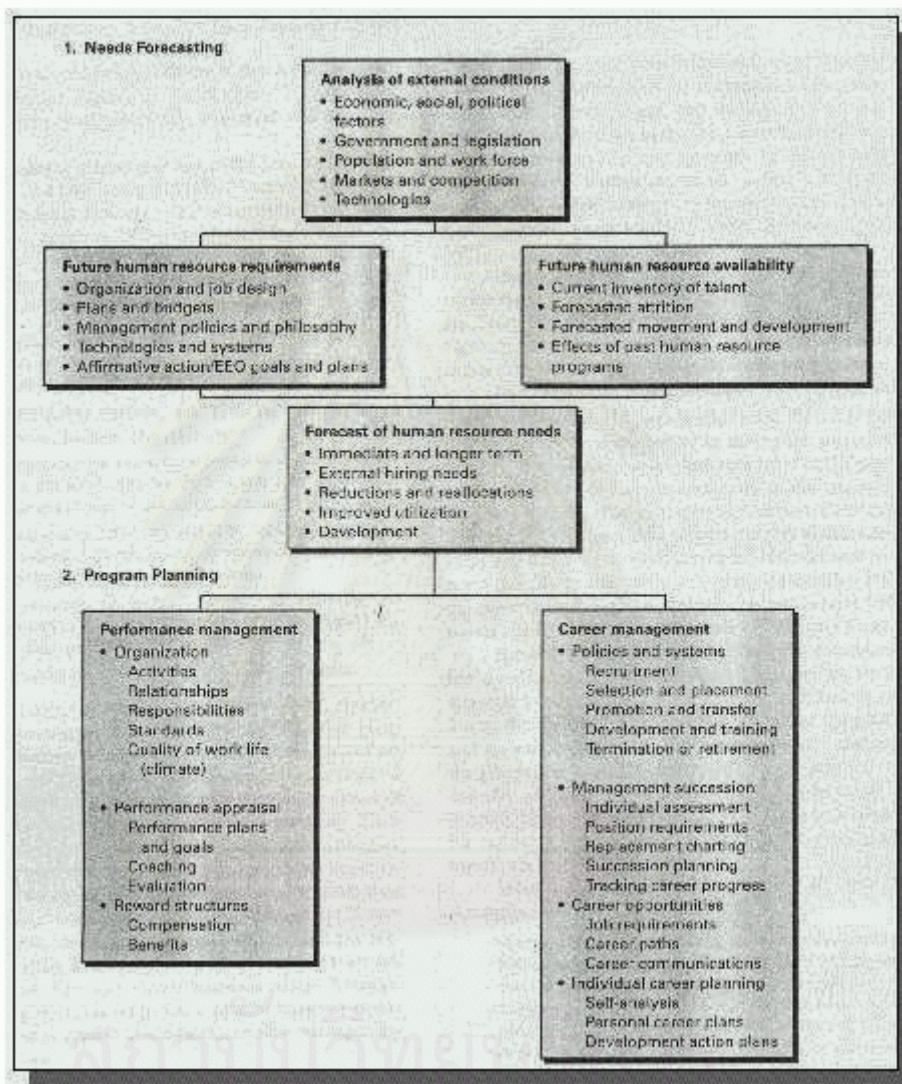 1. Needs Forecasting
Analysis of external conditions
• Economic, social, political
factors
• Government and legislation
• Population and work force
• Markets and competition
• Technologies
Future human resource requirements
• Organization and job design
• Plans and budgets
• Management policies and philosophy
• Technologies and systems
• Affirmative action/EEO goals and plans
Future human resource availability
• Current inventory of talent
• Forecasted attrition
• Forecasted movement and development
• Effects of past human resource
programs
Forecast of human resource needs
• Immediate and longer term
• External hiring needs
• Reductions and reallocations
• Improved utilization
• Development
2. Program Planning
Performance management
• Organization
Activities
Relationships
Responsibilities
Standards
Quality of work life
(climate)
• Performance appraisal
Performance plans
and goals
Coaching
Evaluation
• Reward structures
Compensation
Benefits
Career management
• Policies and systems
Recruitment
Selection and placement
Promotion and transfer
Development and training
Termination or retirement
• Management succession
Individual assessment
Position requirements
Replacement charting
Succession planning
Tracking career progress
• Career opportunities
Job requirements
Career paths
Career communications
• Individual career planning
Self-analysis
Personal career plans
Development action plans